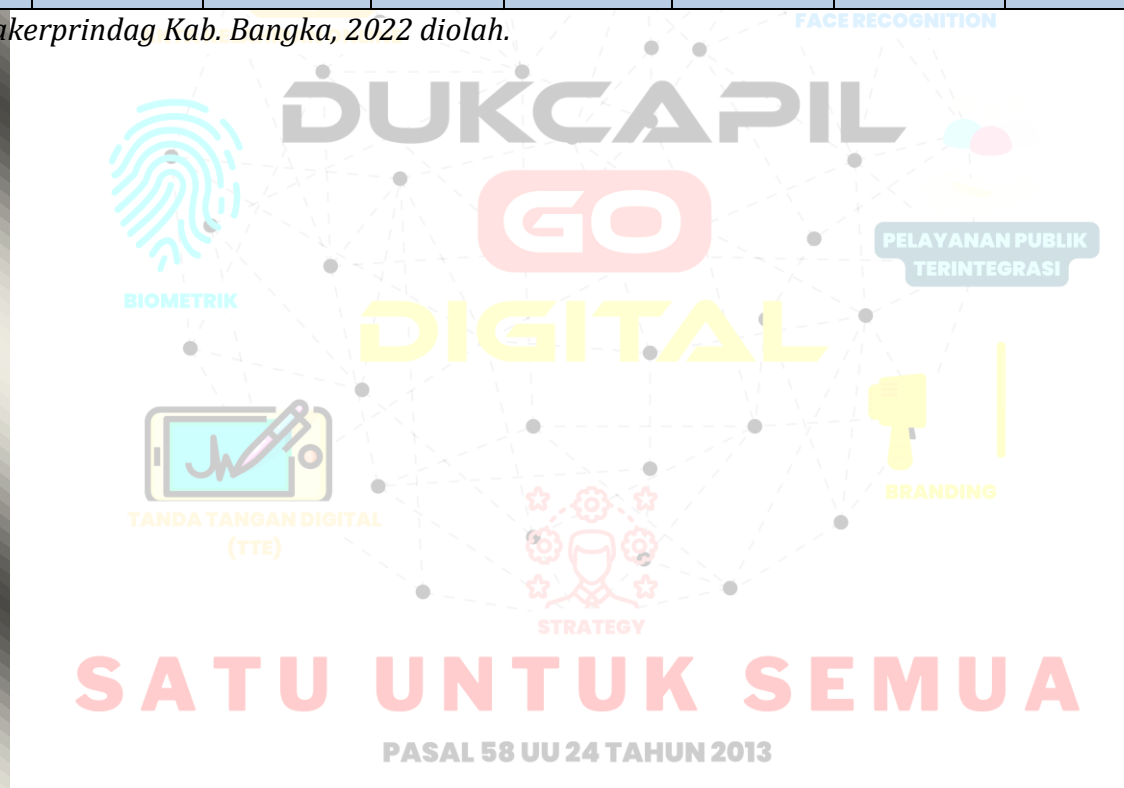 FACE RECOGNITION
akerprindag Kab. Bangka, 2022 diolah.
DUKCAPIL
GO
PELAYANAN PUBLIK
TERINTEGRASI
BIOMETRIK
DIGITAL
BRANDING
TANDA TANGAN DIGITAL
(TTE)
STRATEGY
SATU UNTUK SEMUA
PASAL 58 UU 24 TAHUN 2013